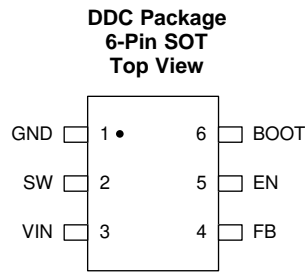 DDC Package
6-Pin SOT
Top View
GND 1 6 BOOT
SW 2 5 EN
VIN 3 4 FB